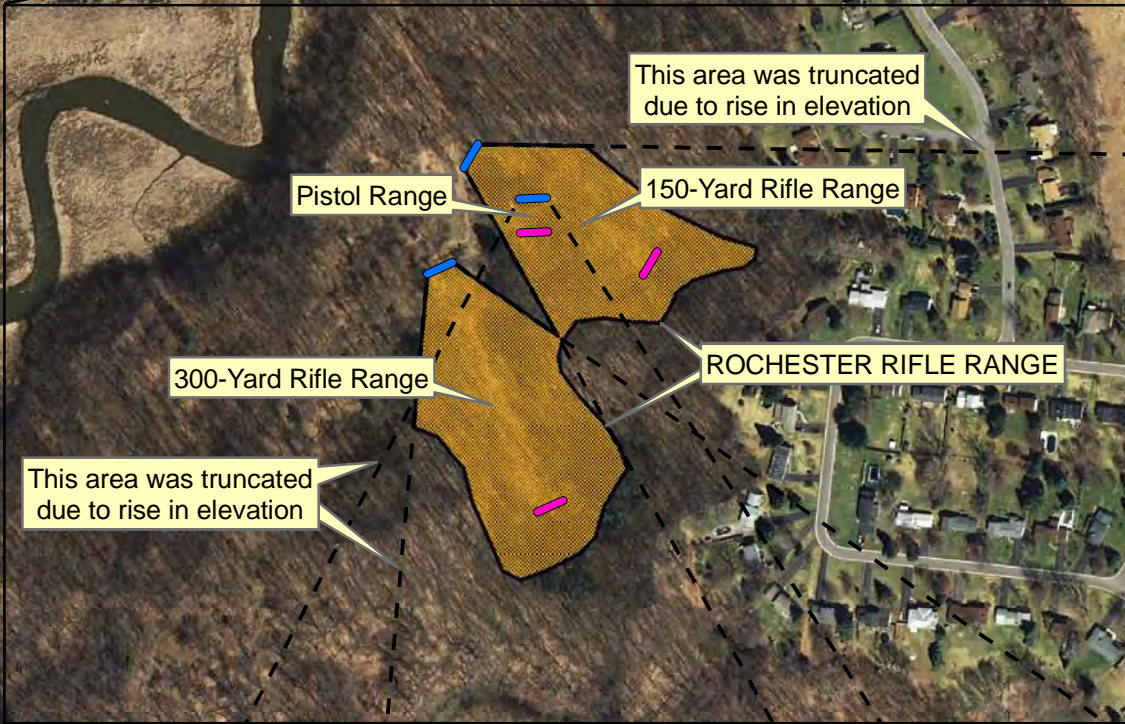 This area was truncated
due to rise in elevation
Pistol Range
150-Yard Rifle Range
300-Yard Rifle Range
ROCHESTER RIFLE RANGE
This area was truncated
due to rise in elevation